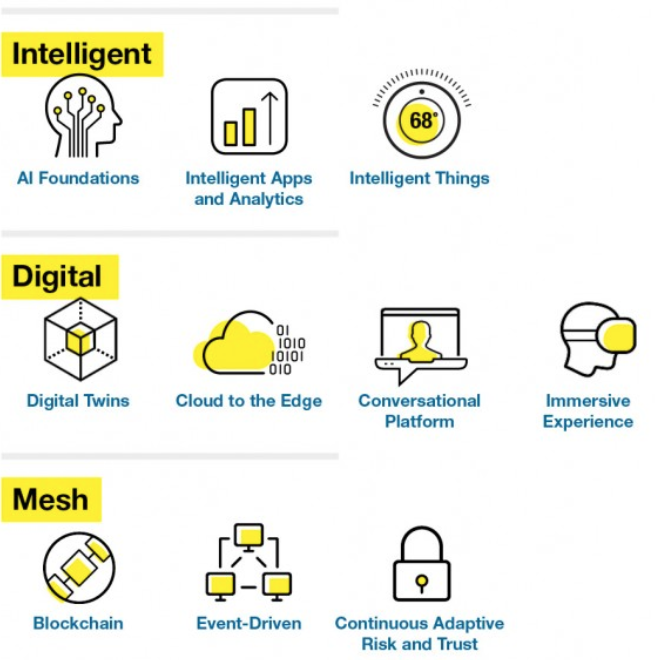 Intelligent
68°
AI Foundations
Intelligent Apps
and Analytics
Intelligent Things
Digital
01
1010
10101
010
Digital Twins
Cloud to the Edge
Conversational
Platform
Immersive
Experience
Mesh
Blockchain
Event-Driven
Continuous Adaptive
Risk and Trust